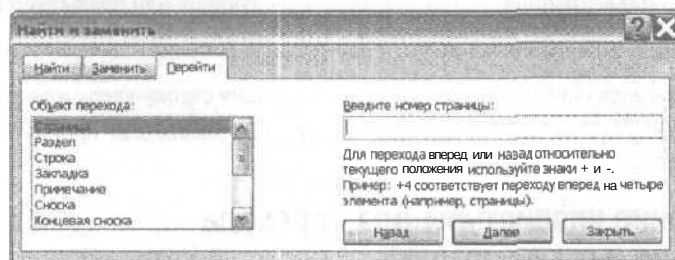 Найти и заменить
Найти Заменить Перейти
Объект перехода:
Страница
Раздел
Строка
Закладка
Примечание
Сноска
Концевая сноска
Введите номер страницы:
Для перехода вперед или назад относительно
текущего положения используйте знаки + и -.
Пример: +4 соответствует переходу вперед на четыре
элемента (например, страницы).
Назад Далее Закрыть